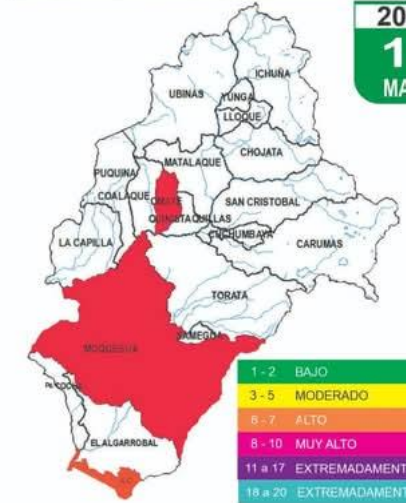 20
1
MA
ICHUÑA
UBINAS
YUNGA
LLOQUE
CHOJATA
MATALAQUE
PUQUINA
COALAQUE
OMATE
SAN CRISTOBAL
QUINISTAQUILLAS
CUCHUMBAYA
LA CAPILLA
CARUMAS
TORATA
SAMEGUA
MOQUEGUA
PACOCHA
EL ALGARROBAL
1 - 2 BAJO
3 - 5 MODERADO
6 - 7 ALTO
8 - 10 MUY ALTO
11 a 17 EXTREMADAMENT
18 a 20 EXTREMADAMENT